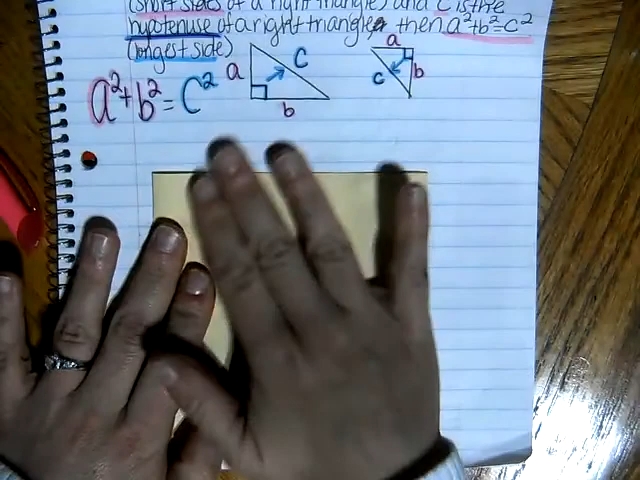 (short sides of a right triangle) and C is the
hypotenuse of a right triangle, then a²+b²=c²
(longest side)
a
C
b
a
c
b
a²+b²=c²